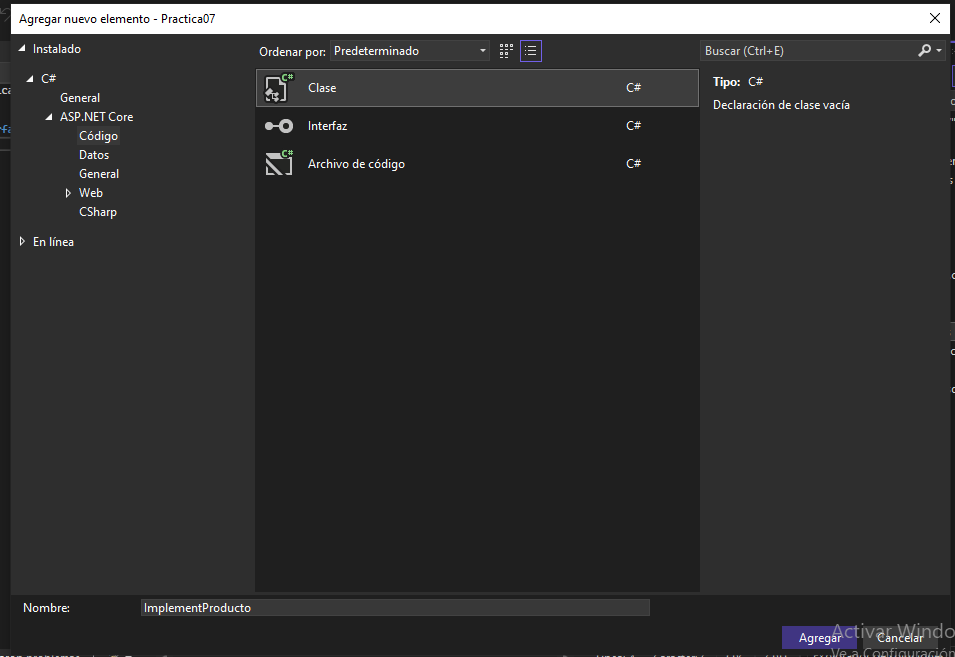 Agregar nuevo elemento - Practica07
Instalado
C#
General
ASP.NET Core
Código
Datos
General
Web
CSharp
En línea
Ordenar por: Predeterminado
Clase C#
Interfaz C#
Archivo de código C#
Buscar (Ctrl+E)
Tipo: C#
Declaración de clase vacía
Nombre: ImplementProducto
Agregar Cancelar
Activar Windo
Ve a Configuración